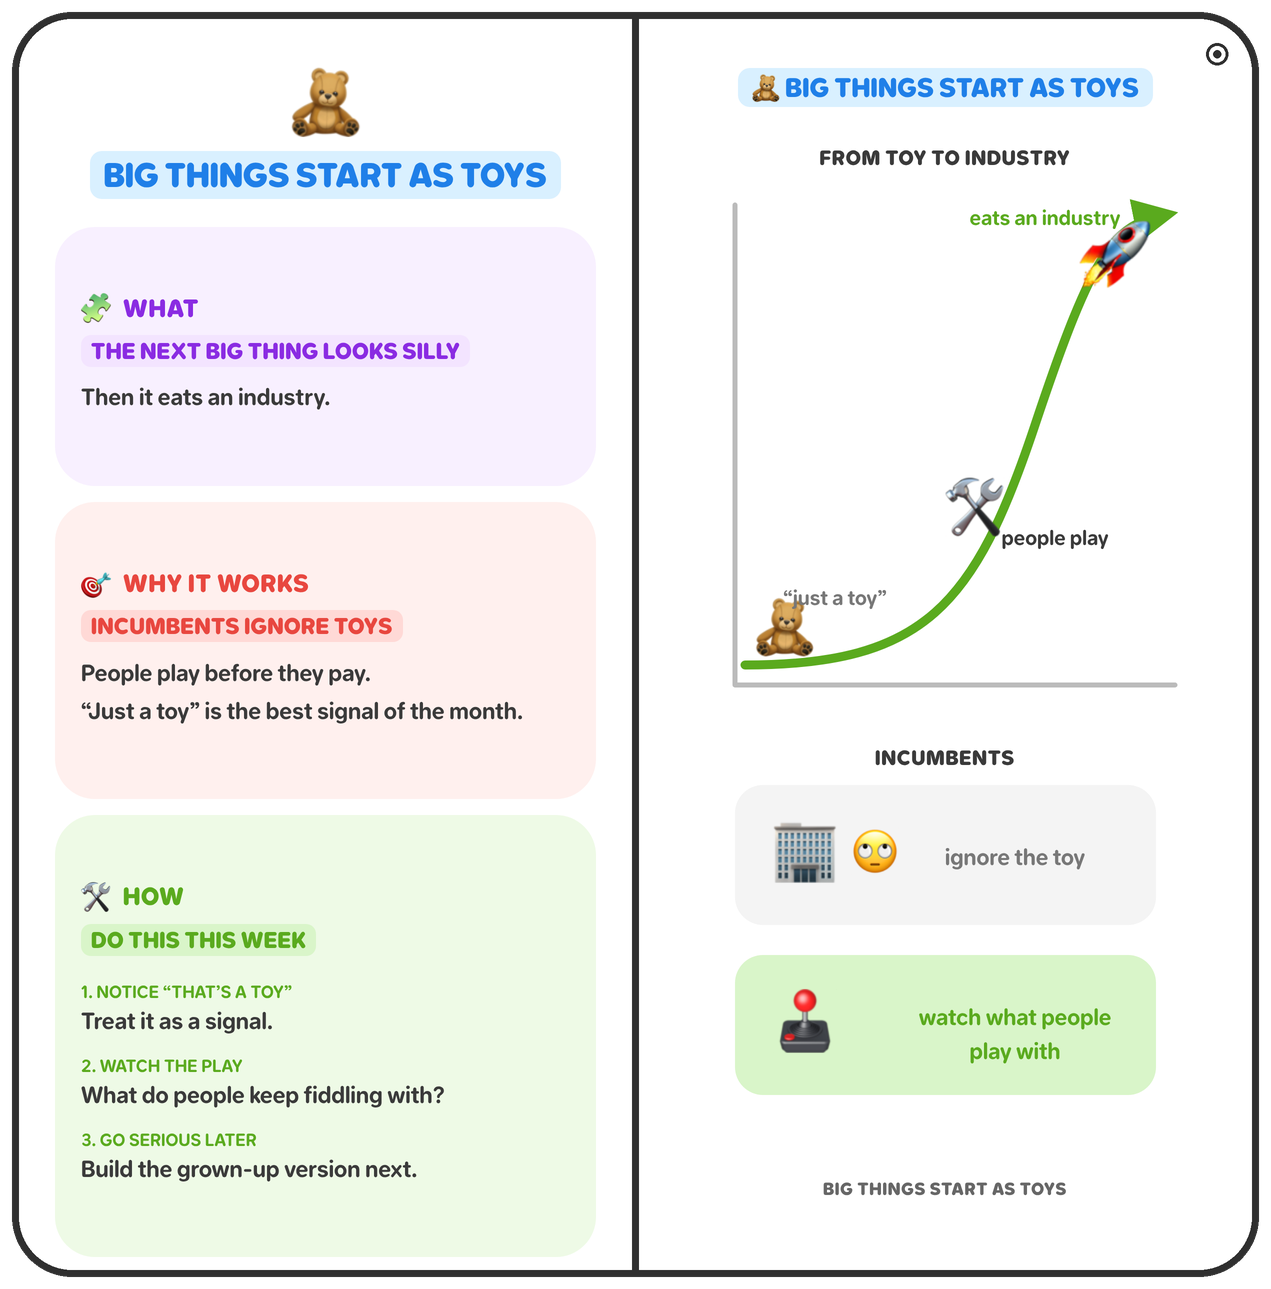 BIG THINGS START AS TOYS
WHAT
THE NEXT BIG THING LOOKS SILLY
Then it eats an industry.
WHY IT WORKS
INCUMBENTS IGNORE TOYS
People play before they pay.
“Just a toy” is the best signal of the month.
HOW
DO THIS THIS WEEK
1. NOTICE “THAT’S A TOY”
Treat it as a signal.
2. WATCH THE PLAY
What do people keep fiddling with?
3. GO SERIOUS LATER
Build the grown-up version next.
BIG THINGS START AS TOYS
FROM TOY TO INDUSTRY
eats an industry
people play
“just a toy”
INCUMBENTS
ignore the toy
watch what people
play with
BIG THINGS START AS TOYS